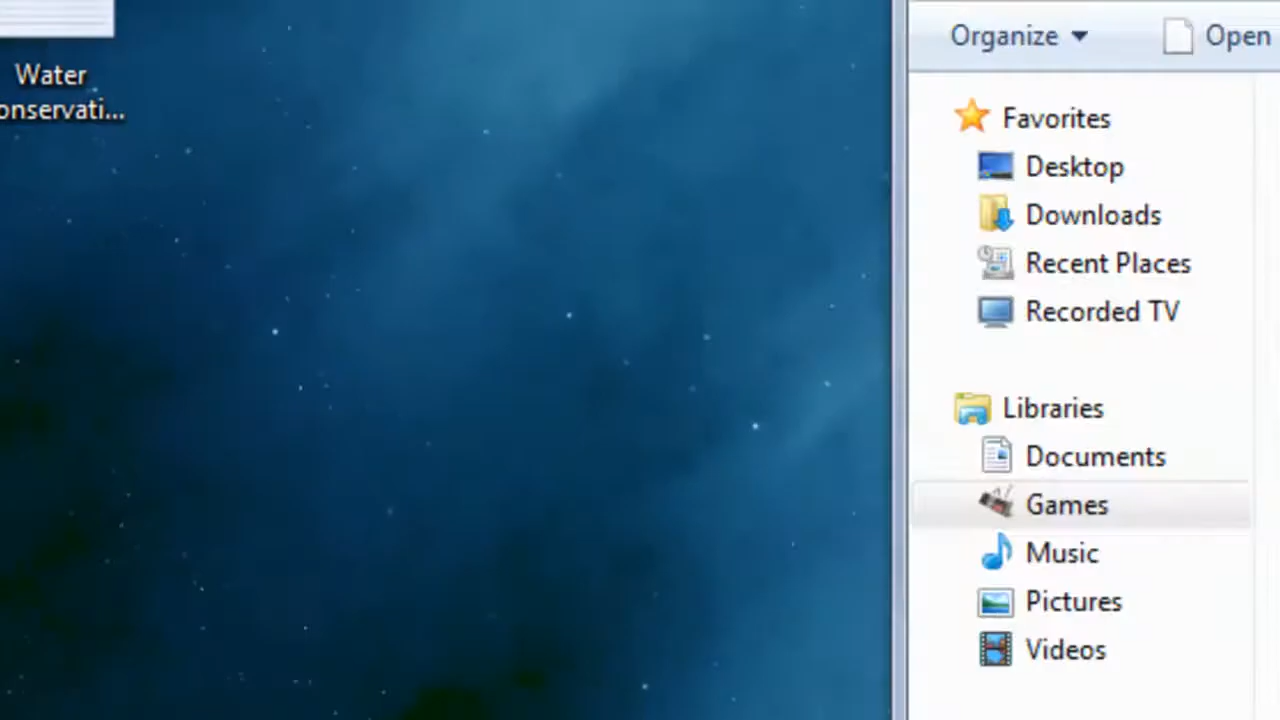 Water
onservati...
Organize
Open
Favorites
Desktop
Downloads
Recent Places
Recorded TV
Libraries
Documents
Games
Music
Pictures
Videos